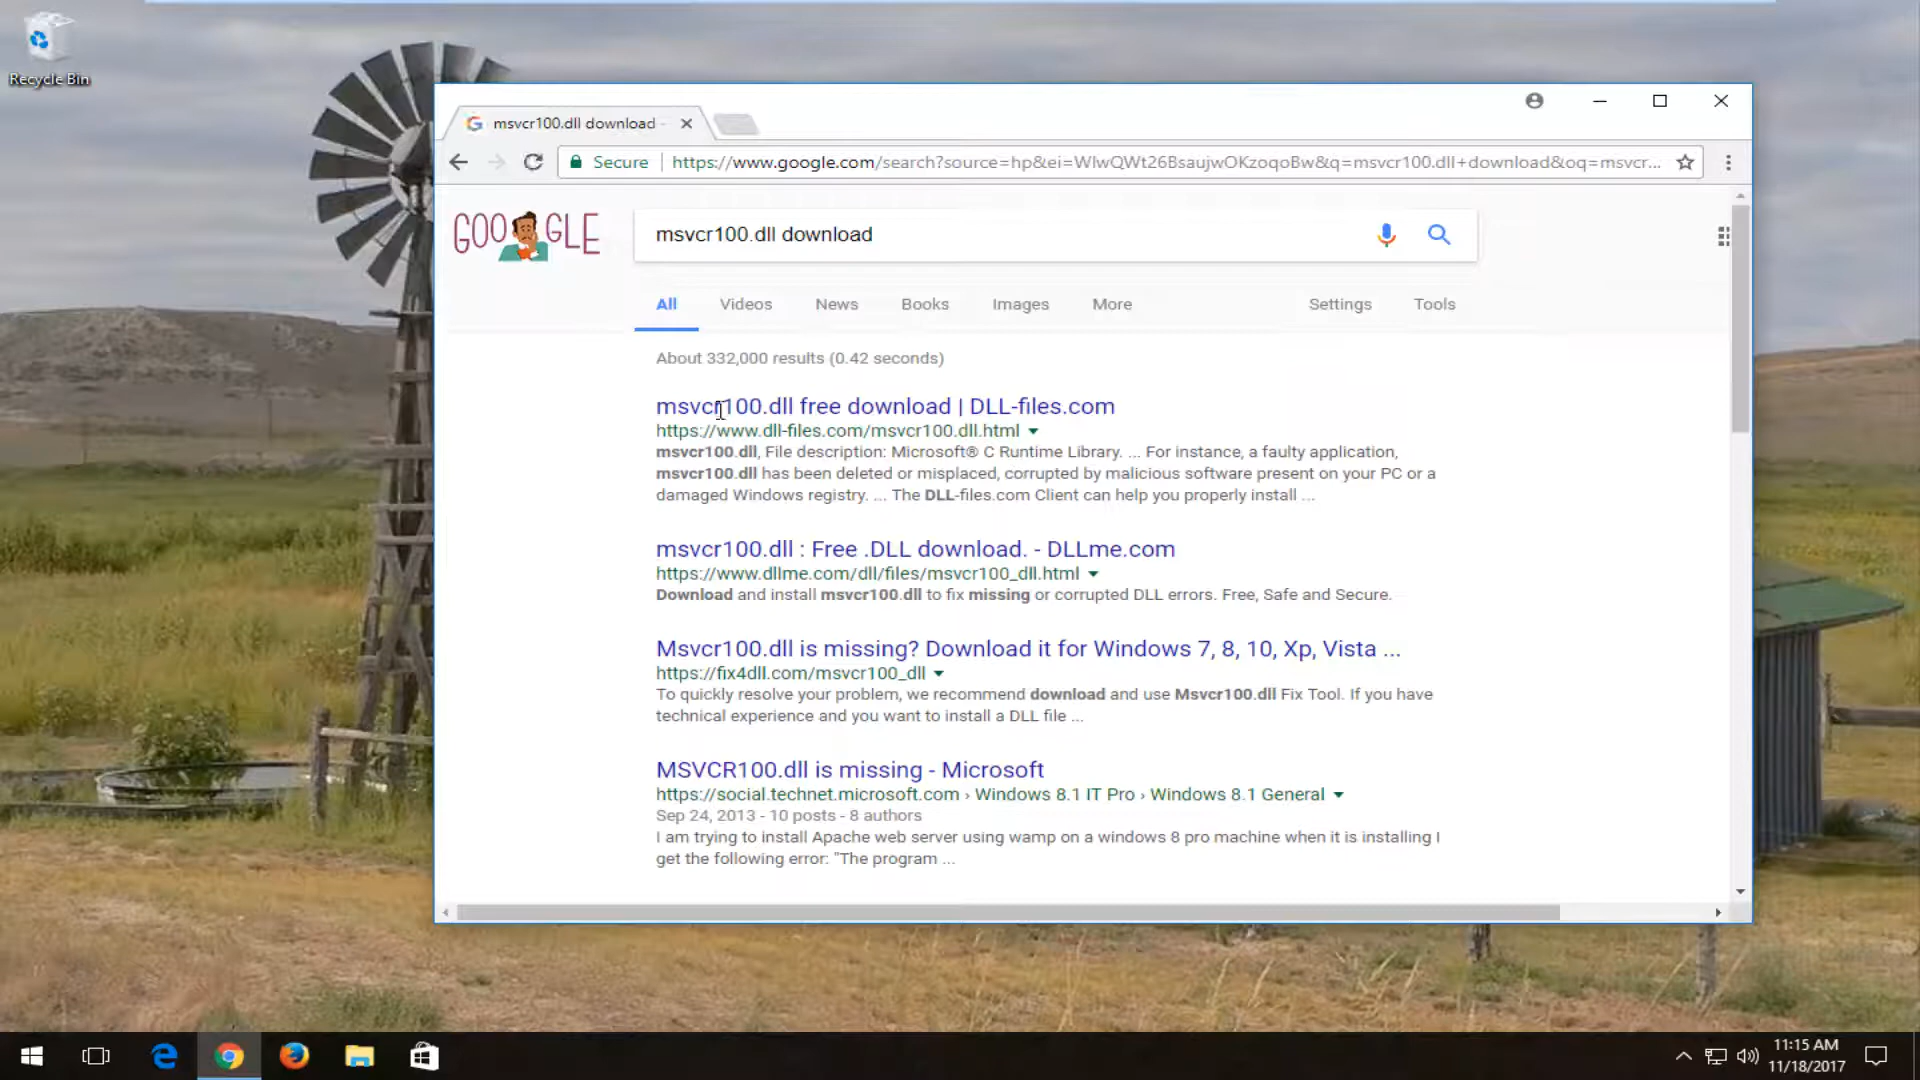 Recycle Bin
msvcr100.dll download -
Secure https://www.google.com/search?source=hp&ei=WlwQWt26BsaujwOKzoqoBw&q=msvcr100.dll+download&oq=msvcr...
GOOGLE
msvcr100.dll download
All Videos News Books Images More Settings Tools
About 332,000 results (0.42 seconds)
msvcr100.dll free download | DLL-files.com
https://www.dll-files.com/msvcr100.dll.html
msvcr100.dll, File description: Microsoft® C Runtime Library. ... For instance, a faulty application,
msvcr100.dll has been deleted or misplaced, corrupted by malicious software present on your PC or a
damaged Windows registry. ... The DLL-files.com Client can help you properly install ...
msvcr100.dll : Free .DLL download. - DLLme.com
https://www.dllme.com/dll/files/msvcr100_dll.html
Download and install msvcr100.dll to fix missing or corrupted DLL errors. Free, Safe and Secure.
Msvcr100.dll is missing? Download it for Windows 7, 8, 10, Xp, Vista ...
https://fix4dll.com/msvcr100_dll
To quickly resolve your problem, we recommend download and use Msvcr100.dll Fix Tool. If you have
technical experience and you want to install a DLL file ...
MSVCR100.dll is missing - Microsoft
https://social.technet.microsoft.com › Windows 8.1 IT Pro › Windows 8.1 General
Sep 24, 2013 - 10 posts - 8 authors
I am trying to install Apache web server using wamp on a windows 8 pro machine when it is installing I
get the following error: "The program ...
11:15 AM
11/18/2017